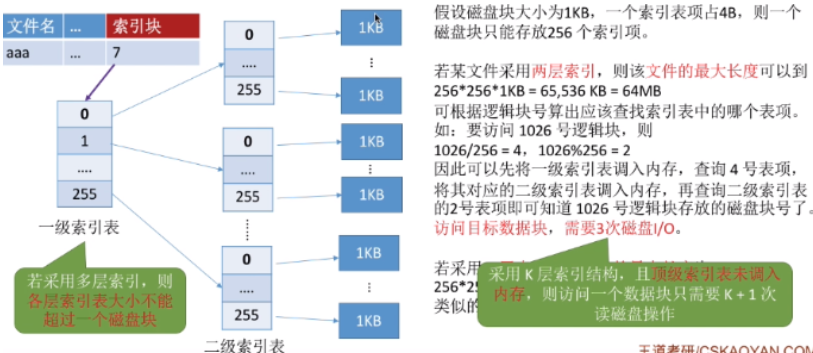 文件名 ... 索引块
aaa ... 7
0
1
....
255
一级索引表
0
....
255
0
....
255
0
....
255
二级索引表
1KB
1KB
1KB
1KB
1KB
1KB
若采用多层索引，则
各层索引表大小不能
超过一个磁盘块
假设磁盘块大小为1KB，一个索引表项占4B，则一个
磁盘块只能存放256 个索引项。
若某文件采用两层索引，则该文件的最大长度可以到
256*256*1KB = 65,536 KB = 64MB
可根据逻辑块号算出应该查找索引表中的哪个表项。
如：要访问 1026 号逻辑块，则
1026/256 = 4，1026%256 = 2
因此可以先将一级索引表调入内存，查询 4 号表项，
将其对应的二级索引表调入内存，再查询二级索引表
的2号表项即可知道 1026 号逻辑块存放的磁盘块号了。
访问目标数据块，需要3次磁盘I/O。
若采用
类似的
采用 K 层索引结构，且顶级索引表未调入
内存，则访问一个数据块只需要 K + 1 次
读磁盘操作
王道考研/CSKAOYAN.COM